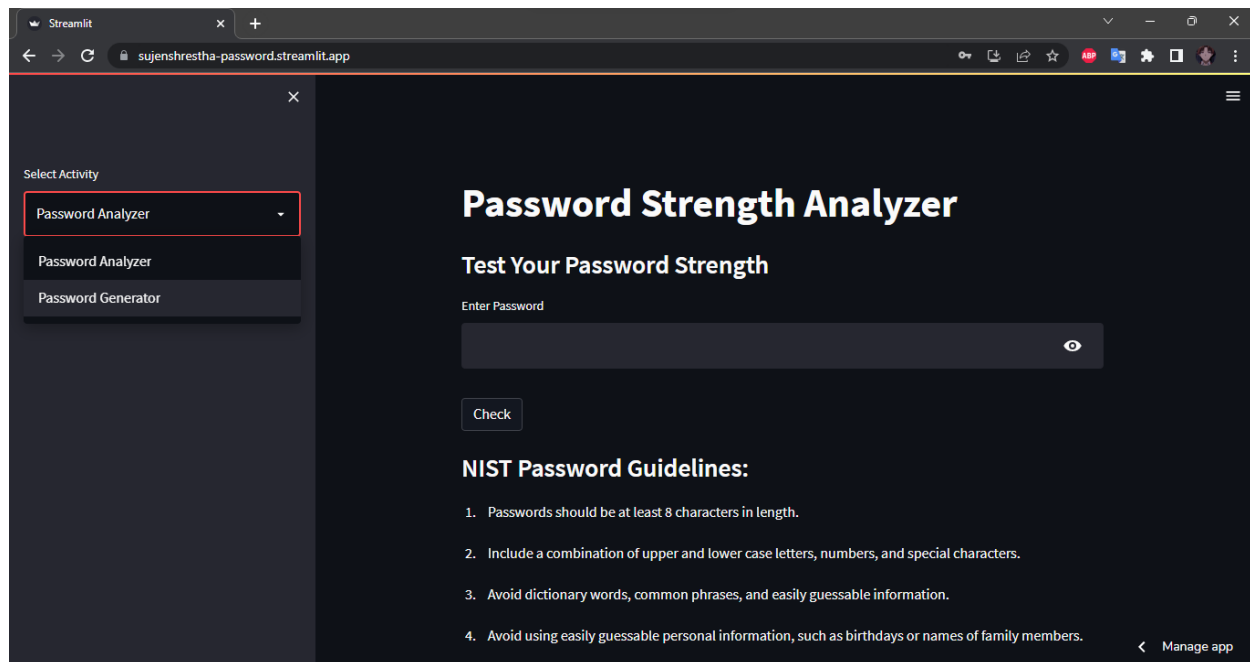 Streamlit
sujenshrestha-password.streamlit.app
ABP
Select Activity
Password Analyzer
Password Analyzer
Password Generator
Password Strength Analyzer
Test Your Password Strength
Enter Password
Check
NIST Password Guidelines:
1. Passwords should be at least 8 characters in length.
2. Include a combination of upper and lower case letters, numbers, and special characters.
3. Avoid dictionary words, common phrases, and easily guessable information.
4. Avoid using easily guessable personal information, such as birthdays or names of family members.
Manage app